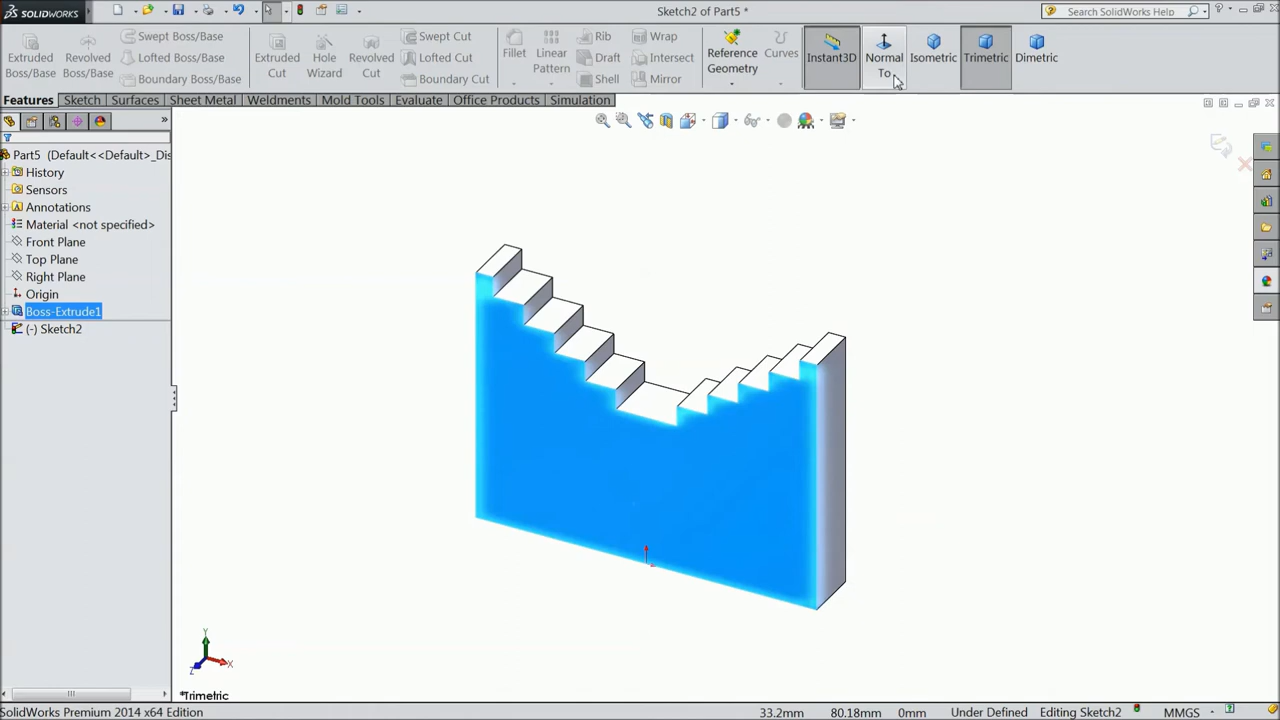 SOLIDWORKS
Sketch2 of Part5 *
Search SolidWorks Help
Extruded Boss/Base
Revolved Boss/Base
Swept Boss/Base
Lofted Boss/Base
Boundary Boss/Base
Extruded Cut
Hole Wizard
Revolved Cut
Swept Cut
Lofted Cut
Boundary Cut
Fillet
Linear Pattern
Rib
Draft
Shell
Wrap
Intersect
Mirror
Reference Geometry
Curves
Instant3D
Normal To
Isometric
Trimetric
Dimetric
Features Sketch Surfaces Sheet Metal Weldments Mold Tools Evaluate Office Products Simulation
Part5 (Default<<Default>_Dis
History
Sensors
Annotations
Material <not specified>
Front Plane
Top Plane
Right Plane
Origin
Boss-Extrude1
(-) Sketch2
Y
X
Z
*Trimetric
SolidWorks Premium 2014 x64 Edition 33.2mm 80.18mm 0mm Under Defined Editing Sketch2 MMGS